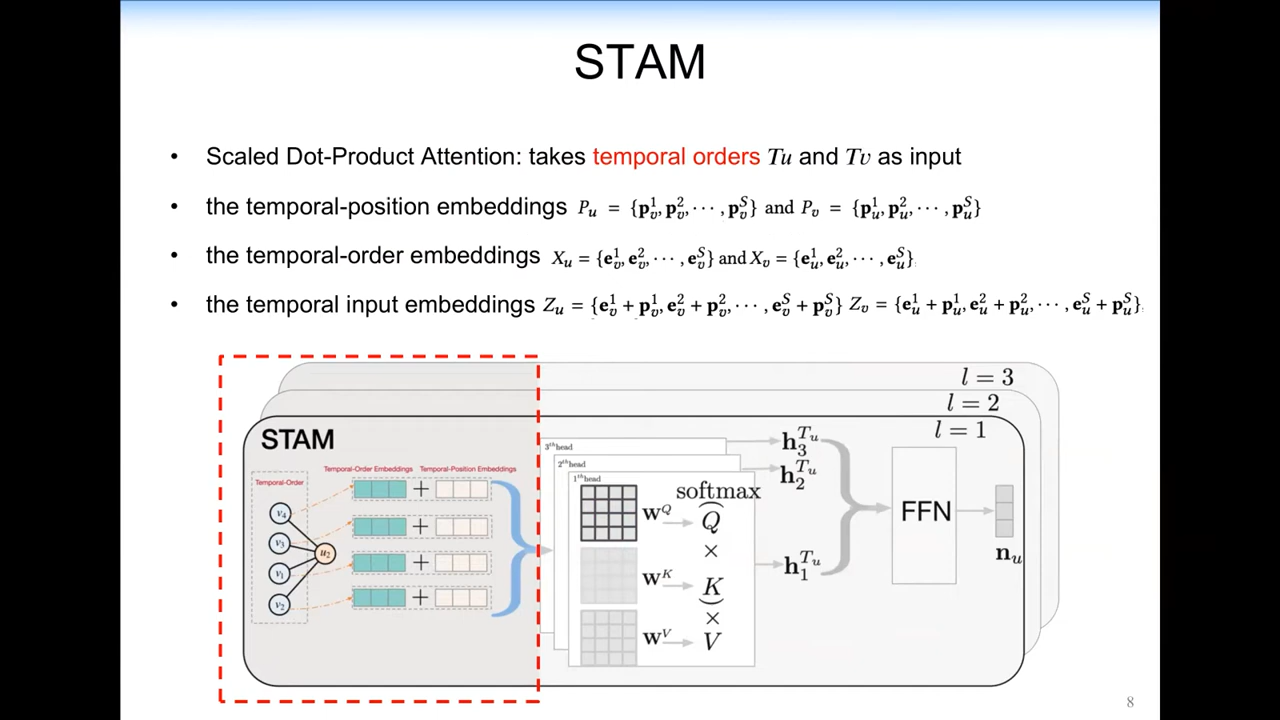 STAM
• Scaled Dot-Product Attention: takes temporal orders Tu and Tv as input
• the temporal-position embeddings P_u = {p_v^1, p_v^2, ⋯, p_v^S} and P_v = {p_u^1, p_u^2, ⋯, p_u^S}
• the temporal-order embeddings X_u = {e_v^1, e_v^2, ⋯, e_v^S} and X_v = {e_u^1, e_u^2, ⋯, e_u^S}
• the temporal input embeddings Z_u = {e_v^1 + p_v^1, e_v^2 + p_v^2, ⋯, e_v^S + p_v^S} Z_v = {e_u^1 + p_u^1, e_u^2 + p_u^2, ⋯, e_u^S + p_u^S}
l = 3
l = 2
l = 1
STAM
Temporal-Order Embeddings
Temporal-Position Embeddings
Temporal-Order
v_4
+
v_3
+
u_2
v_1
+
v_2
+
3^th head
2^th head
1^th head
softmax
W^Q
Q
×
W^K
K
×
W^V
V
h_3^{T_u}
h_2^{T_u}
h_1^{T_u}
FFN
n_u
8